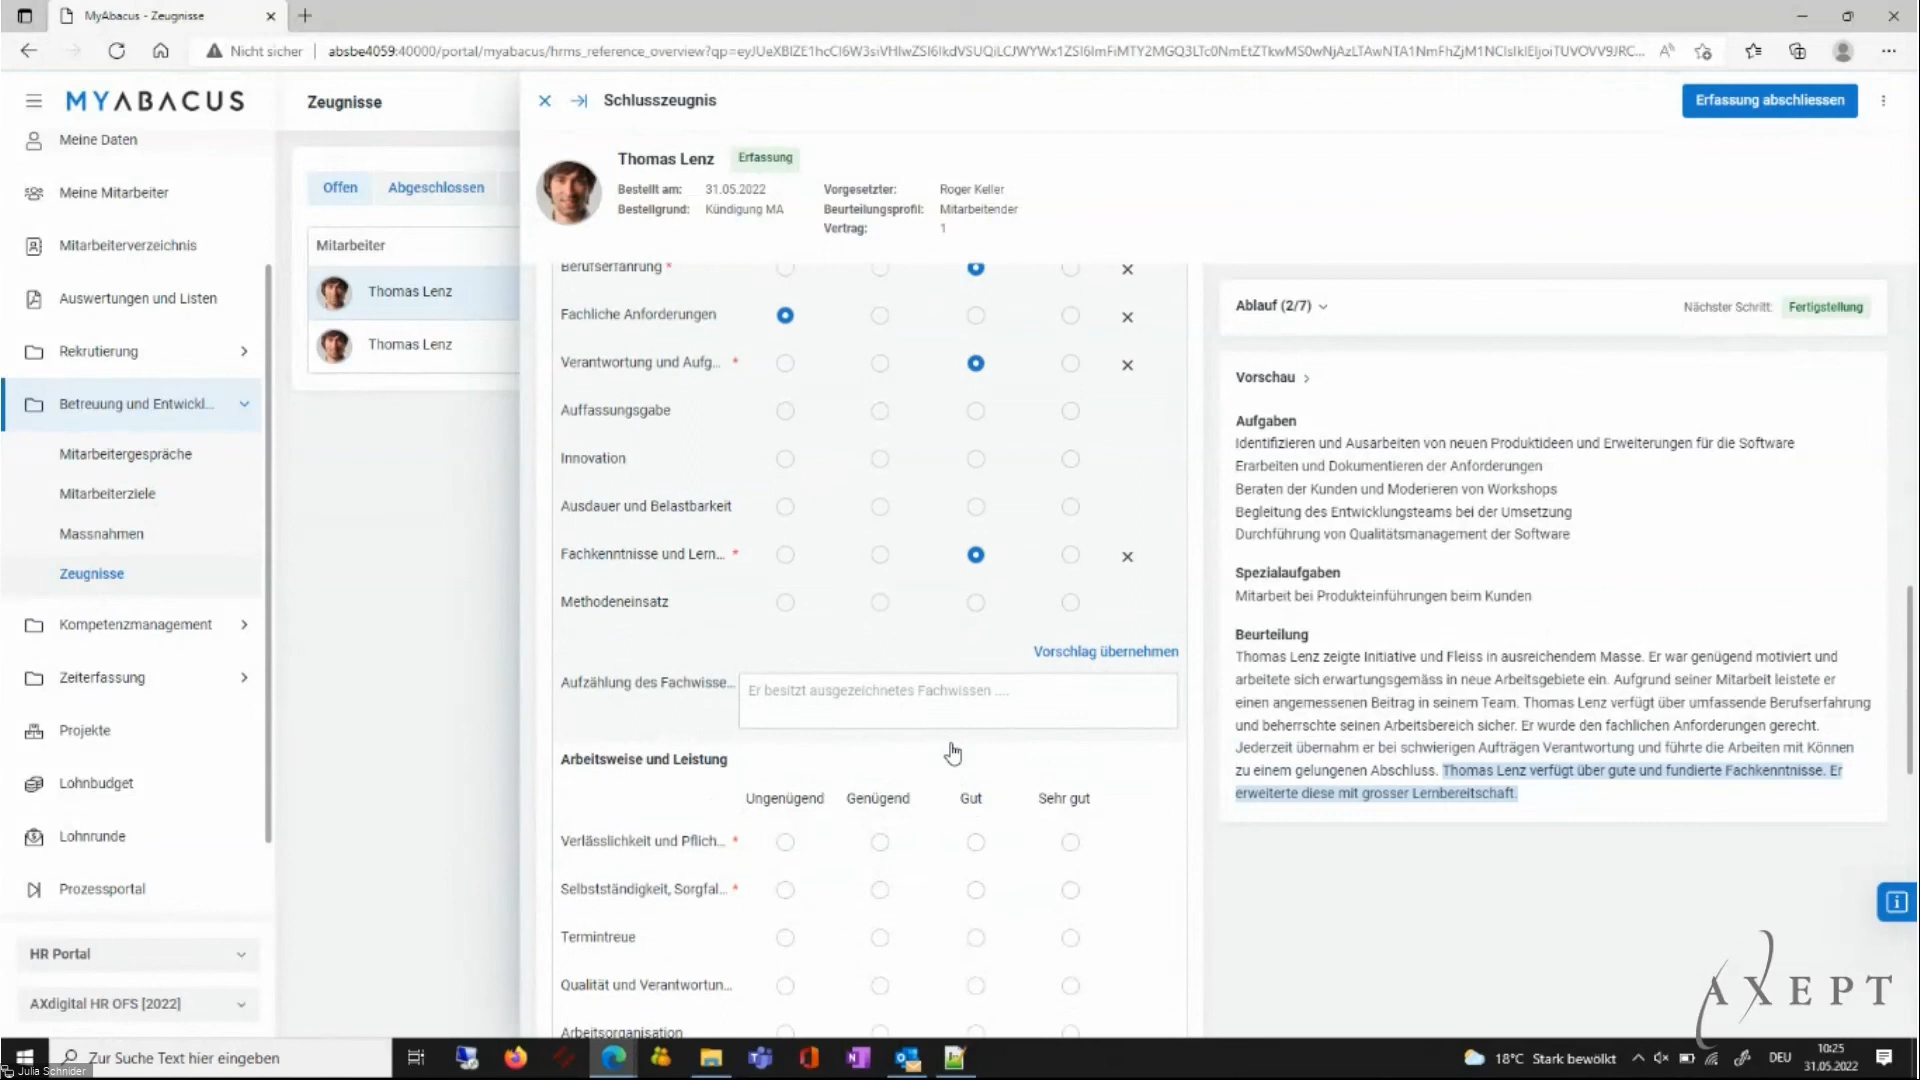 MyAbacus - Zeugnisse
Nicht sicher
absbe4059:40000/portal/myabacus/hrms_reference_overview?qp=
MYABACUS
Zeugnisse
Schlusszeugnis
Erfassung abschliessen
Meine Daten
Meine Mitarbeiter
Mitarbeiterverzeichnis
Auswertungen und Listen
Rekrutierung
Betreuung und Entwickl...
Mitarbeitergespräche
Mitarbeiterziele
Massnahmen
Zeugnisse
Kompetenzmanagement
Zeiterfassung
Projekte
Lohnbudget
Lohnrunde
Prozessportal
HR Portal
AXdigital HR OFS [2022]
Offen
Abgeschlossen
Mitarbeiter
Thomas Lenz
Thomas Lenz
Thomas Lenz
Erfassung
Bestellt am: 31.05.2022
Vorgesetzter: Roger Keller
Bestellgrund: Kündigung MA
Beurteilungsprofil: Mitarbeitender
Vertrag: 1
Berufserfahrung *
Fachliche Anforderungen
Verantwortung und Aufg... *
Auffassungsgabe
Innovation
Ausdauer und Belastbarkeit
Fachkenntnisse und Lern... *
Methodeneinsatz
Vorschlag übernehmen
Aufzählung des Fachwisse...
Er besitzt ausgezeichnetes Fachwissen ....
Arbeitsweise und Leistung
Ungenügend Genügend Gut Sehr gut
Verlässlichkeit und Pflich... *
Selbstständigkeit, Sorgfal... *
Termintreue
Qualität und Verantwortun...
Arbeitsorganisation
Ablauf (2/7)
Nächster Schritt: Fertigstellung
Vorschau
Aufgaben
Identifizieren und Ausarbeiten von neuen Produktideen und Erweiterungen für die Software
Erarbeiten und Dokumentieren der Anforderungen
Beraten der Kunden und Moderieren von Workshops
Begleitung des Entwicklungsteams bei der Umsetzung
Durchführung von Qualitätsmanagement der Software
Spezialaufgaben
Mitarbeit bei Produkteinführungen beim Kunden
Beurteilung
Thomas Lenz zeigte Initiative und Fleiss in ausreichendem Masse. Er war genügend motiviert und
arbeitete sich erwartungsgemäss in neue Arbeitsgebiete ein. Aufgrund seiner Mitarbeit leistete er
einen angemessenen Beitrag in seinem Team. Thomas Lenz verfügt über umfassende Berufserfahrung
und beherrschte seinen Arbeitsbereich sicher. Er wurde den fachlichen Anforderungen gerecht.
Jederzeit übernahm er bei schwierigen Aufträgen Verantwortung und führte die Arbeiten mit Können
zu einem gelungenen Abschluss. Thomas Lenz verfügt über gute und fundierte Fachkenntnisse. Er
erweiterte diese mit grosser Lernbereitschaft.
AXEPT
Zur Suche Text hier eingeben
18°C Stark bewölkt
DEU
10:25
31.05.2022
Julia Schnider